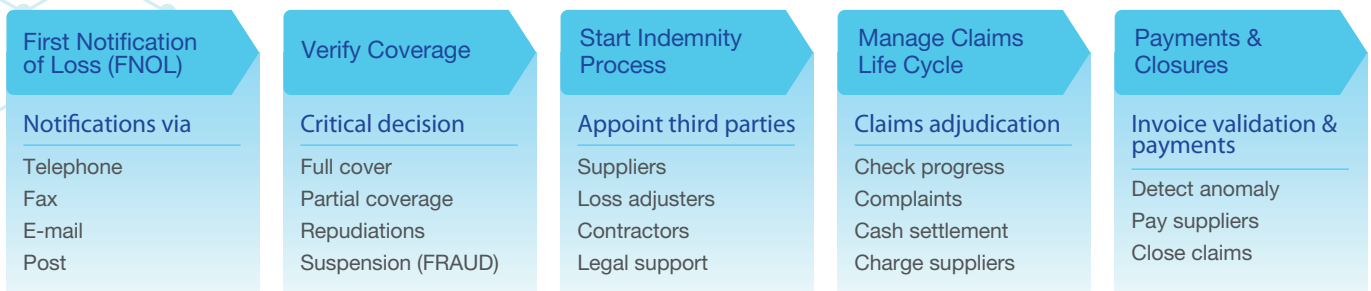 First Notification
of Loss (FNOL)
Notifications via
Telephone
Fax
E-mail
Post
Verify Coverage
Critical decision
Full cover
Partial coverage
Repudiations
Suspension (FRAUD)
Start Indemnity
Process
Appoint third parties
Suppliers
Loss adjusters
Contractors
Legal support
Manage Claims
Life Cycle
Claims adjudication
Check progress
Complaints
Cash settlement
Charge suppliers
Payments &
Closures
Invoice validation &
payments
Detect anomaly
Pay suppliers
Close claims